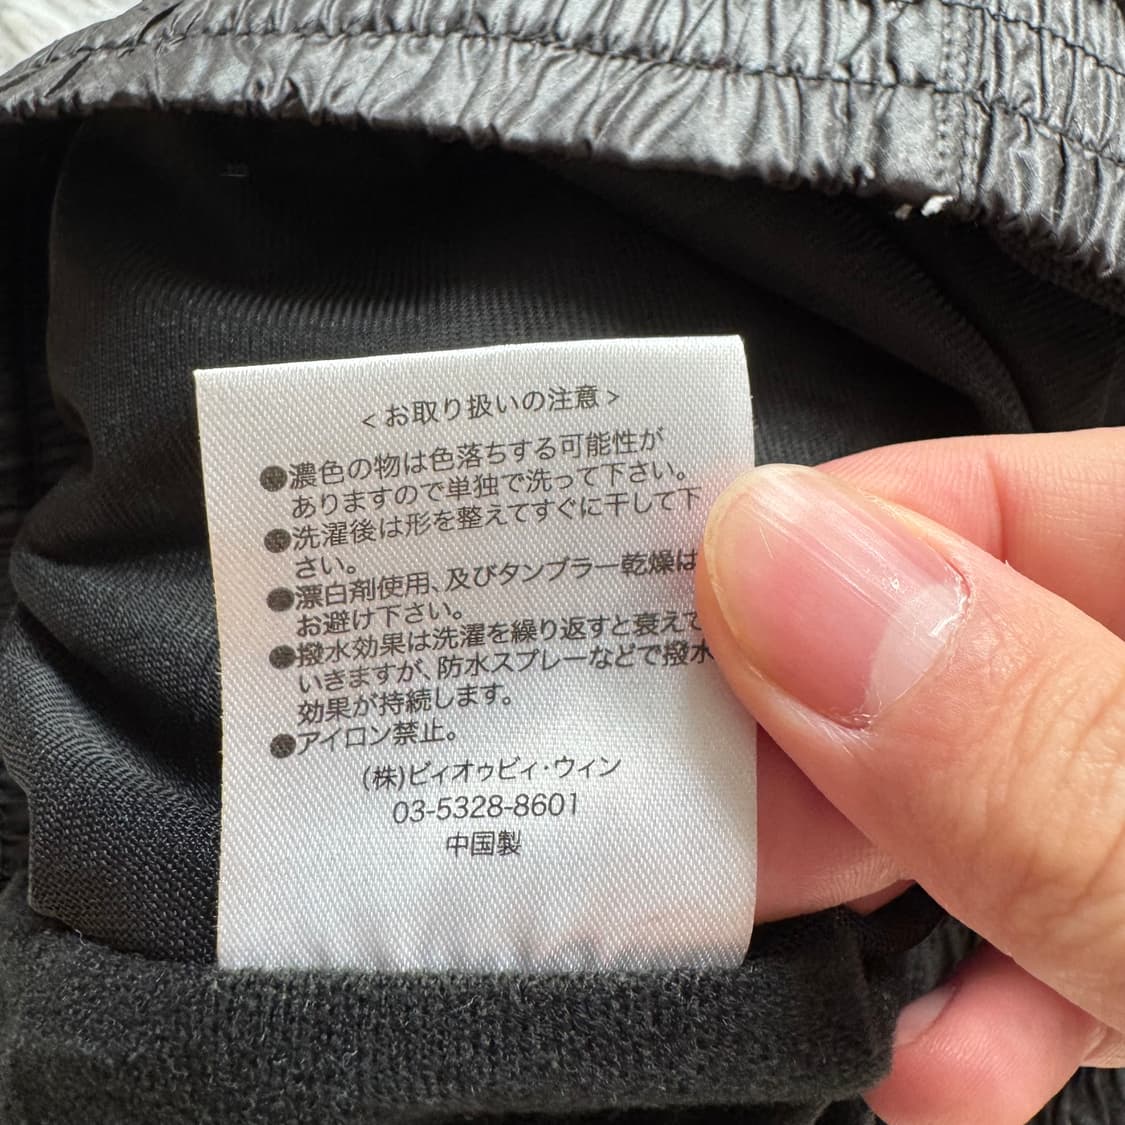 ＜お取り扱いの注意＞
●濃色の物は色落ちする可能性が
ありますので単独で洗って下さい。
●洗濯後は形を整えてすぐに干して下
さい。
●漂白剤使用、及びタンブラー乾燥は
お避け下さい。
●撥水効果は洗濯を繰り返すと衰えて
いきますが、防水スプレーなどで撥水
効果が持続します。
●アイロン禁止。
(株)ビィオゥビィ・ウィン
03-5328-8601
中国製